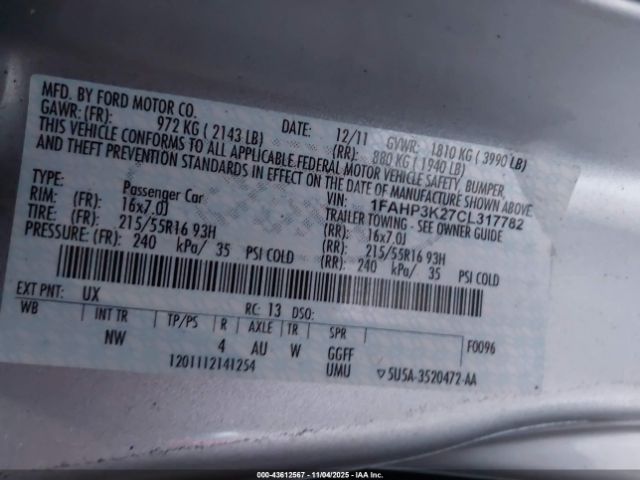 MFD. BY FORD MOTOR CO.
DATE: 12/11 GVWR: 1810 KG ( 3990 LB)
GAWR: (FR): 972 KG ( 2143 LB) (RR): 880 KG ( 1940 LB)
THIS VEHICLE CONFORMS TO ALL APPLICABLE FEDERAL MOTOR VEHICLE SAFETY, BUMPER
AND THEFT PREVENTION STANDARDS IN EFFECT ON THE DATE OF MANUFACTURE SHOWN ABOVE.
VIN: 1FAHP3K27CL317782
TYPE: Passenger Car TRAILER TOWING - SEE OWNER GUIDE
RIM: (FR): 16x7.0J (RR): 16x7.0J
TIRE: (FR): 215/55R16 93H (RR): 215/55R16 93H
PRESSURE: (FR): 240 kPa/ 35 PSI COLD (RR): 240 kPa/ 35 PSI COLD
EXT PNT: UX RC: 13 DSO:
WB INT TR TP/PS R AXLE TR SPR F0096
NW 4 AU W GGFF
1201112141254 UMU ▽5U5A-3520472-AA
000-43612567 - 11/04/2025 - IAAI.com